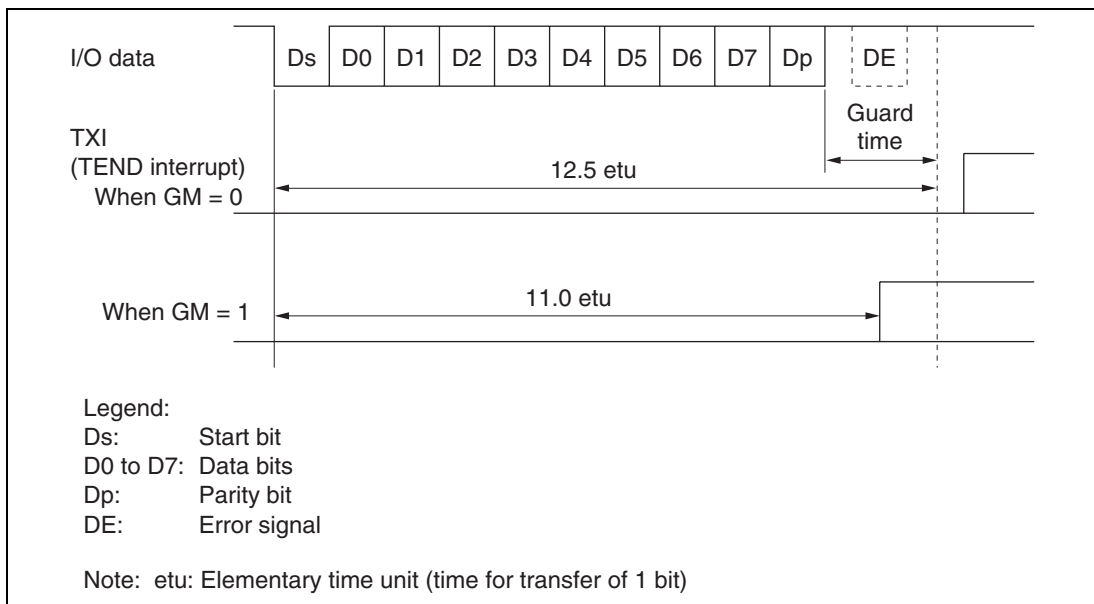 I/O data
Ds D0 D1 D2 D3 D4 D5 D6 D7 Dp DE
Guard
time
TXI
(TEND interrupt)
When GM = 0
12.5 etu
When GM = 1
11.0 etu
Legend:
Ds: Start bit
D0 to D7: Data bits
Dp: Parity bit
DE: Error signal
Note: etu: Elementary time unit (time for transfer of 1 bit)